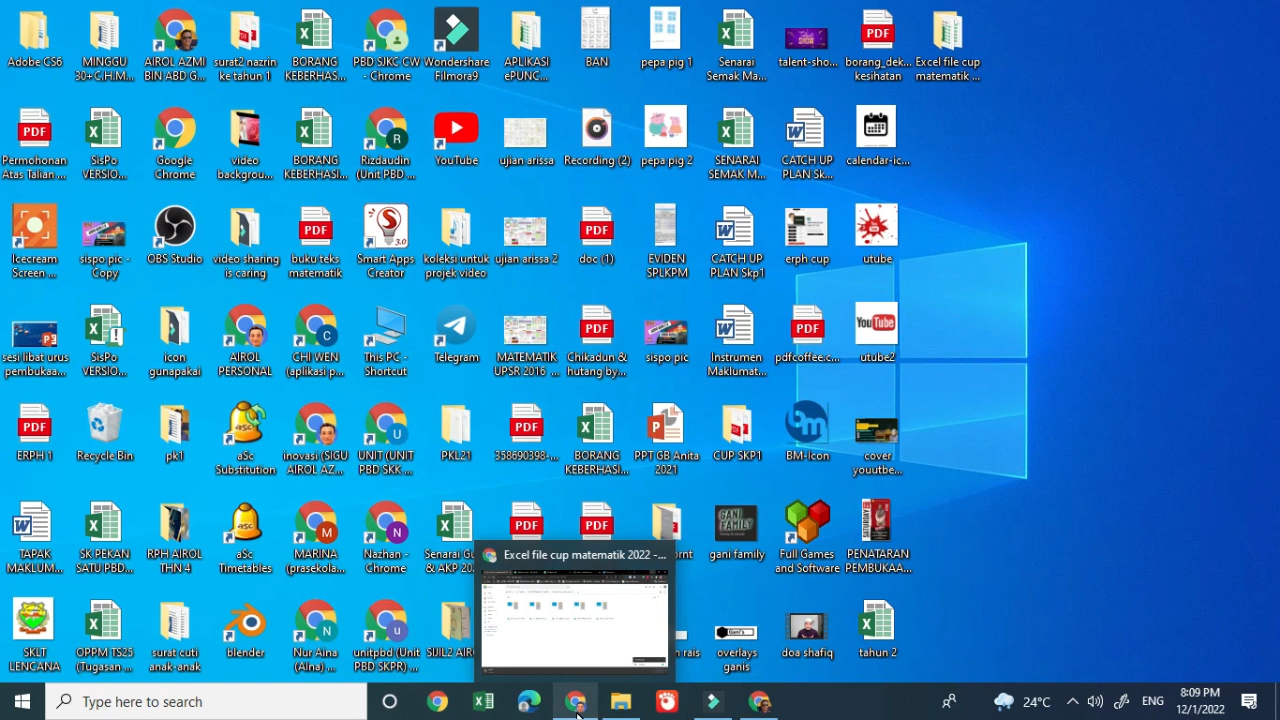 Adobe CS6
MINGGU
30+C.H.M...
AIROL AZMI
BIN ABD G...
surat2 nazrin
ke tahun 1
BORANG
KEBERHAS...
PBD SJKC CW
- Chrome
Wondershare
Filmora9
APLIKASI
ePUNC...
BAN
pepa pig 1
Senarai
Semak Ma...
talent-sho...
borang_dek...
kesihatan
Excel file cup
matematik ...
Permohonan
Atas Talian ...
SisPo
VERSIO...
Google
Chrome
video
backgrou...
BORANG
KEBERHASI...
Rizdaudin
(Unit PBD ...
YouTube
ujian arissa
Recording (2)
pepa pig 2
SENARAI
SEMAK M...
CATCH UP
PLAN Sk...
calendar-ic...
Icecream
Screen ...
sispo pic -
Copy
OBS Studio
video sharing
is caring
buku teks
matematik
Smart Apps
Creator
koleksi untuk
projek video
ujian arissa 2
doc (1)
EVIDEN
SPLKPM
CATCH UP
PLAN Skp1
erph cup
utube
sesi libat urus
pembukaa...
SisPo
VERSIO...
icon
gunapakai
AIROL
PERSONAL
CHI WEN
(aplikasi p...
This PC -
Shortcut
Telegram
MATEMATIK
UPSR 2016 ...
Chikadun &
hutang by...
sispo pic
Instrumen
Maklumat...
pdfcoffee.c...
utube2
ERPH 1
Recycle Bin
pk1
aSc
Substitution
inovasi (SIGU
AIROL AZ...
UNIT (UNIT
PBD SKK ...
PKL21
358690398-...
BORANG
KEBERHASI...
PPT GB Anita
2021
CUP SKP1
BM-Icon
cover
youutbe...
TAPAK
MAKLUM...
SK PEKAN
SATU PBD...
RPH AIROL
THN 4
aSc
Timetables
MARINA
(prasekola...
Nazhan -
Chrome
Senarai Gu
& AKP 202
Excel file cup matematik 2022 -...
gani family
Full Games
and Software
PENATARAN
PEMBUKAA...
SKLT
LENCANA
OPPM TS25
(Tugasan ...
surat cuti
anak-anak
blender
Nur Aina
(Aina) ...
unitpbd (Unit
PBD SKPR) ...
SIJIL2 AIRO
n rais
overlays
ganis
doa shafiq
tahun 2
Type here to search
24°C
ENG
8:09 PM
12/1/2022